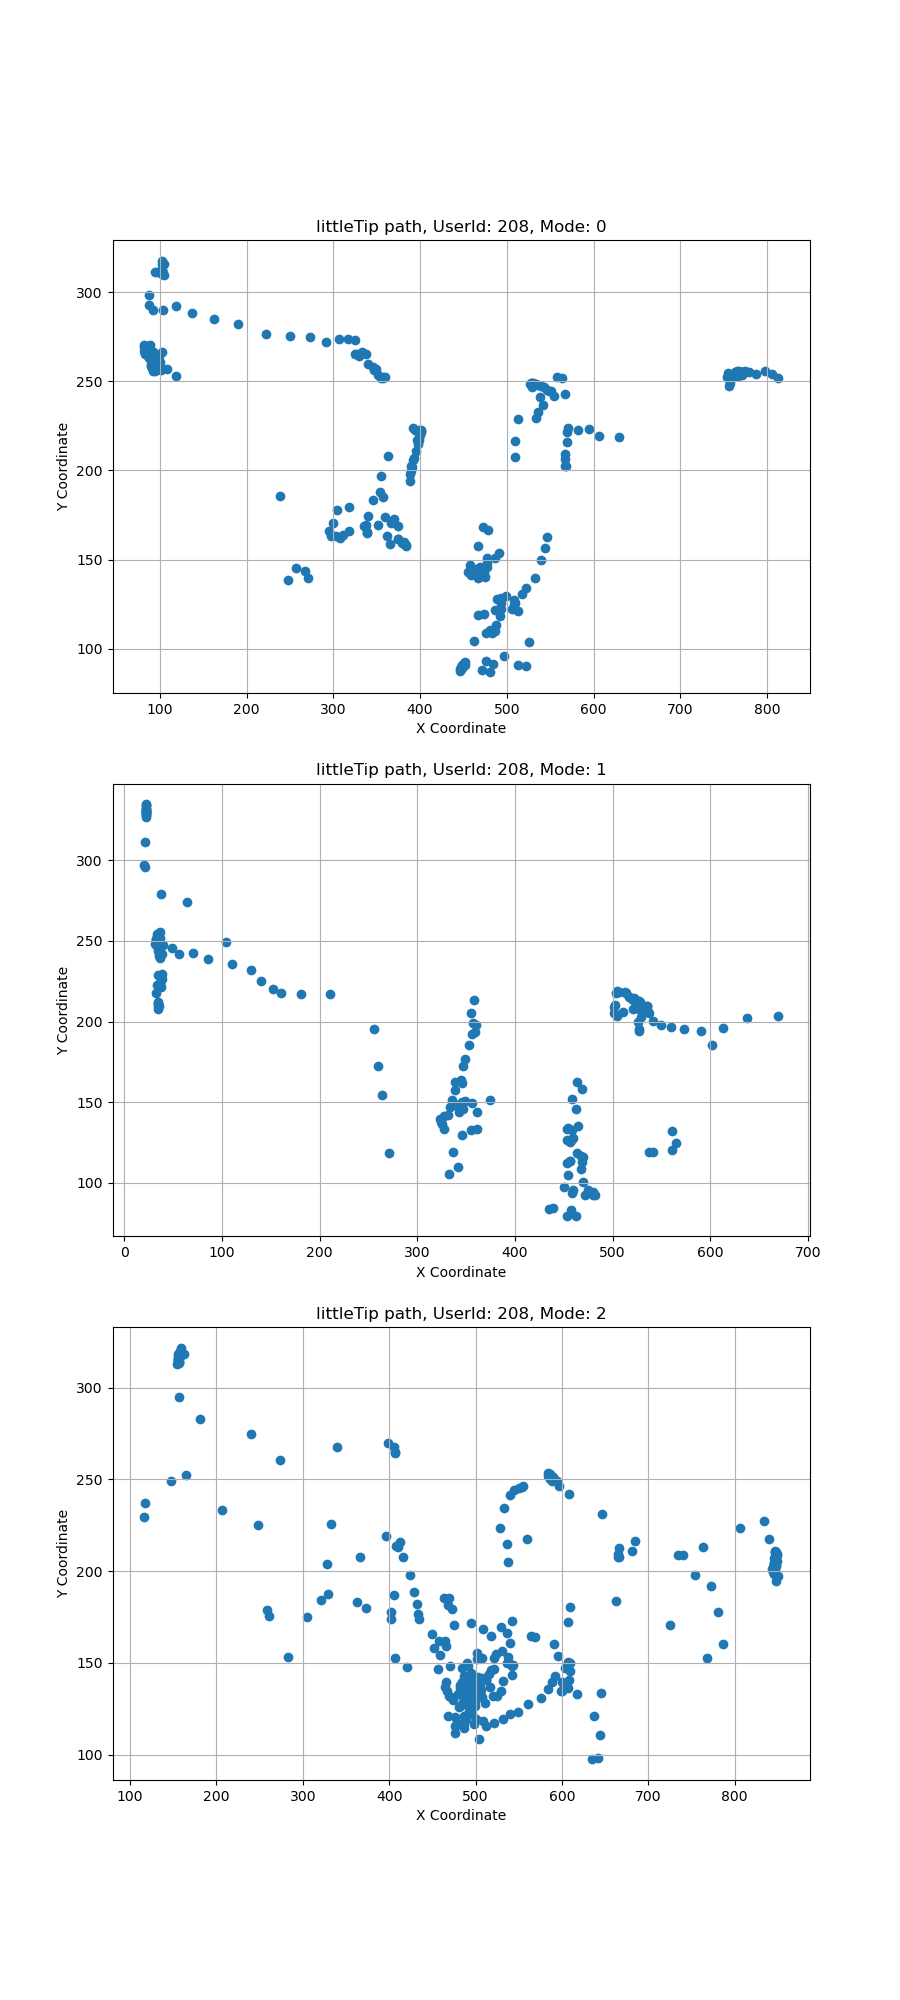 littleTip path, UserId: 208, Mode: 0
300
250
200
150
100
Y Coordinate
100 200 300 400 500 600 700 800
X Coordinate
littleTip path, UserId: 208, Mode: 1
300
250
200
150
100
Y Coordinate
0 100 200 300 400 500 600 700
X Coordinate
littleTip path, UserId: 208, Mode: 2
300
250
200
150
100
Y Coordinate
100 200 300 400 500 600 700 800
X Coordinate